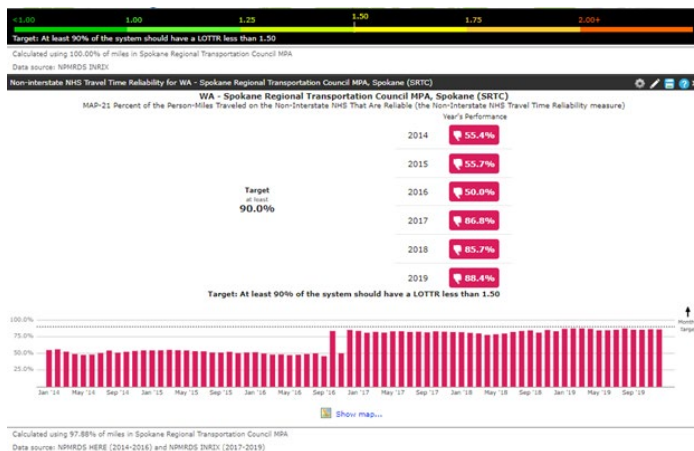 <1.00 1.00 1.25 1.50 1.75 2.00+
Target: At least 90% of the system should have a LOTTR less than 1.50
Calculated using 100.00% of miles in Spokane Regional Transportation Council MPA
Data source: NPMRDS INRIX
Non-interstate NHS Travel Time Reliability for WA - Spokane Regional Transportation Council MPA, Spokane (SRTC)
WA - Spokane Regional Transportation Council MPA, Spokane (SRTC)
MAP-21 Percent of the Person-Miles Traveled on the Non-Interstate NHS That Are Reliable (the Non-Interstate NHS Travel Time Reliability measure)
Year's Performance
2014 55.4%
2015 55.7%
Target
at least
90.0%
2016 50.0%
2017 86.8%
2018 85.7%
2019 88.4%
Target: At least 90% of the system should have a LOTTR less than 1.50
100.0%
75.0%
50.0%
25.0%
Month
Target
Jan '14 May '14 Sep '14 Jan '15 May '15 Sep '15 Jan '16 May '16 Sep '16 Jan '17 May '17 Sep '17 Jan '18 May '18 Sep '18 Jan '19 May '19 Sep '19
Show map...
Calculated using 97.88% of miles in Spokane Regional Transportation Council MPA
Data source: NPMRDS HERE (2014-2016) and NPMRDS INRIX (2017-2019)